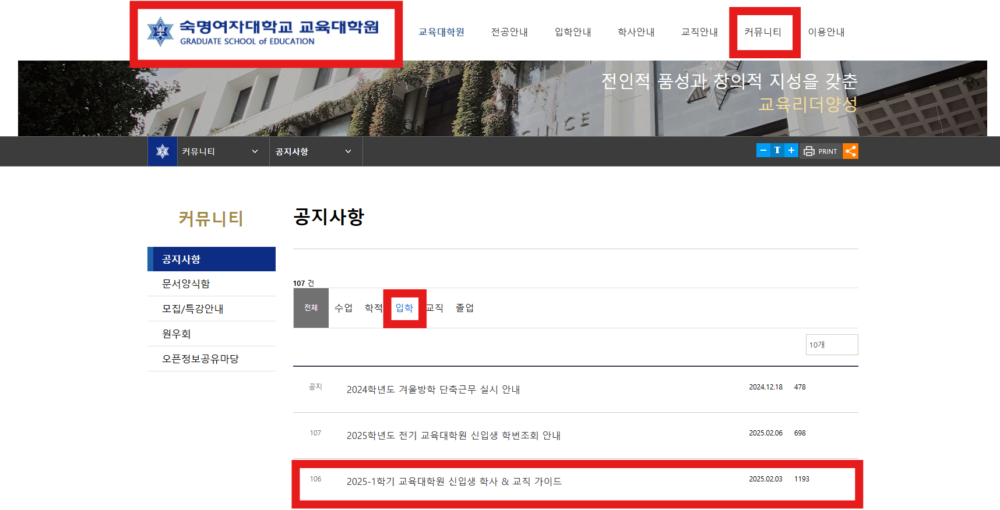 숙명여자대학교 교육대학원
GRADUATE SCHOOL of EDUCATION
교육대학원 전공안내 입학안내 학사안내 교직안내 커뮤니티 이용안내
전인적 품성과 창의적 지성을 갖춘
교육리더양성
커뮤니티 공지사항
T PRINT
커뮤니티
공지사항
문서양식함
모집/특강안내
원우회
오픈정보공유마당
공지사항
107 건
전체 수업 학적 입학 교직 졸업
10개
공지 2024학년도 겨울방학 단축근무 실시 안내 2024.12.18 478
107 2025학년도 전기 교육대학원 신입생 학번조회 안내 2025.02.06 698
106 2025-1학기 교육대학원 신입생 학사 & 교직 가이드 2025.02.03 1193